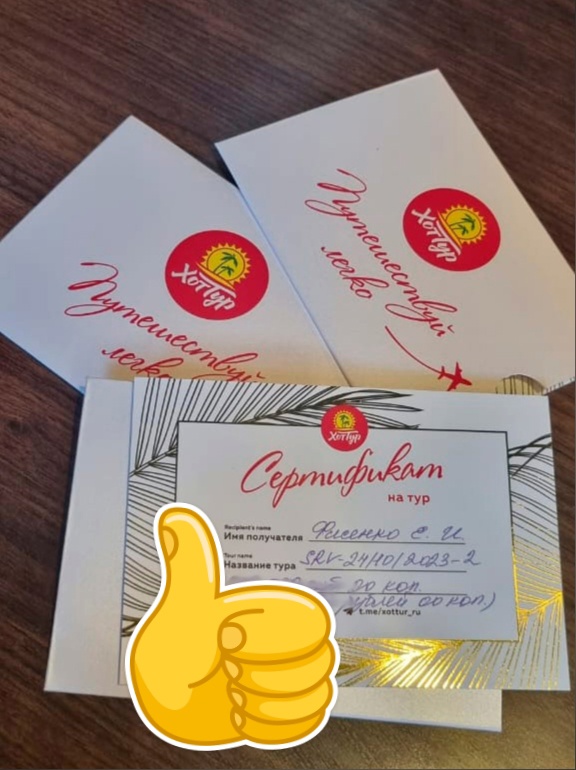 ХотТур
Путешествуй
легко
ХотТур
Путешествуй
легко
ХотТур
Сертификат
на тур
Recipient's name
Имя получателя Фисенко Е. И.
Tour name
Название тура SRV-24/10/2023-2
00 коп.
рублей 00 коп.)
t.me/xottur_ru